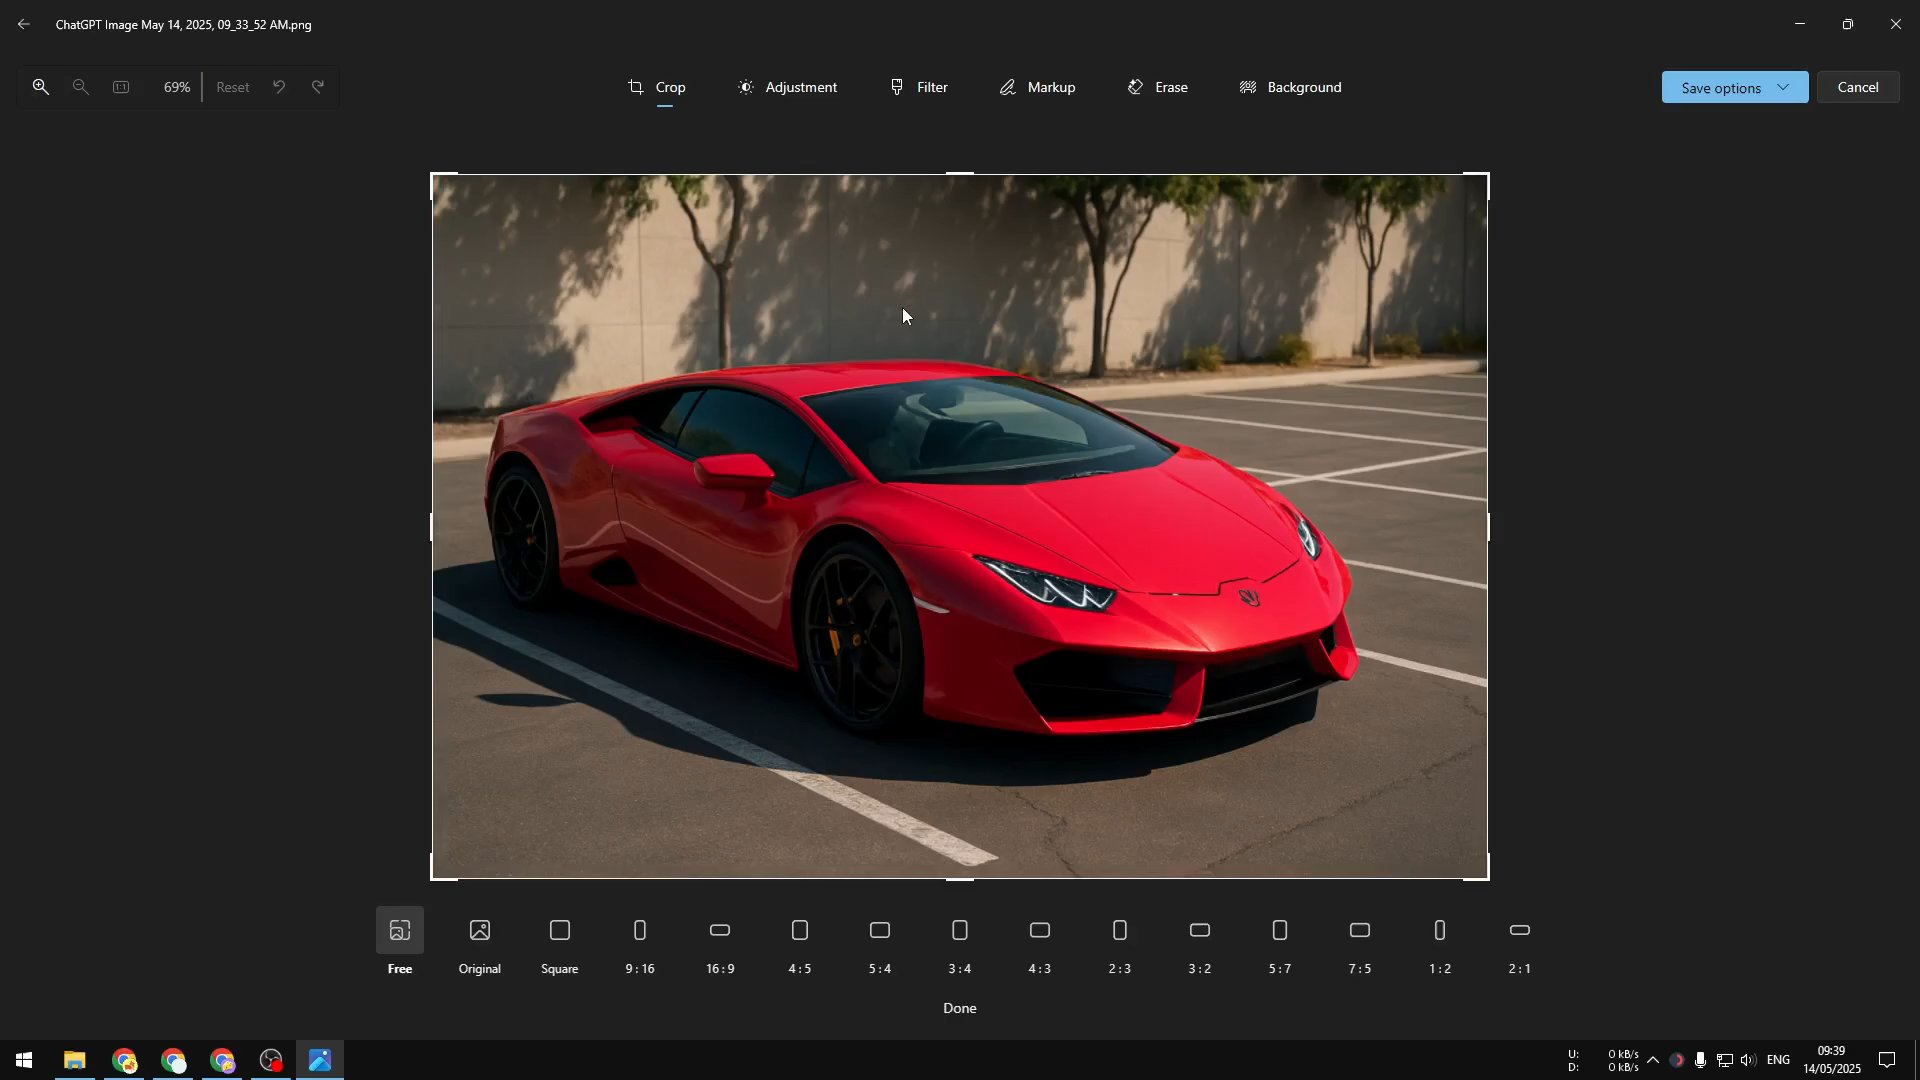 ChatGPT Image May 14, 2025, 09_33_52 AM.png
1:1
69%
Reset
Crop
Adjustment
Filter
Markup
Erase
Background
Save options
Cancel
Free
Original
Square
9:16
16:9
4:5
5:4
3:4
4:3
2:3
3:2
5:7
7:5
1:2
2:1
Done
U: 0 kB/s
D: 0 kB/s
ENG
09:39
14/05/2025